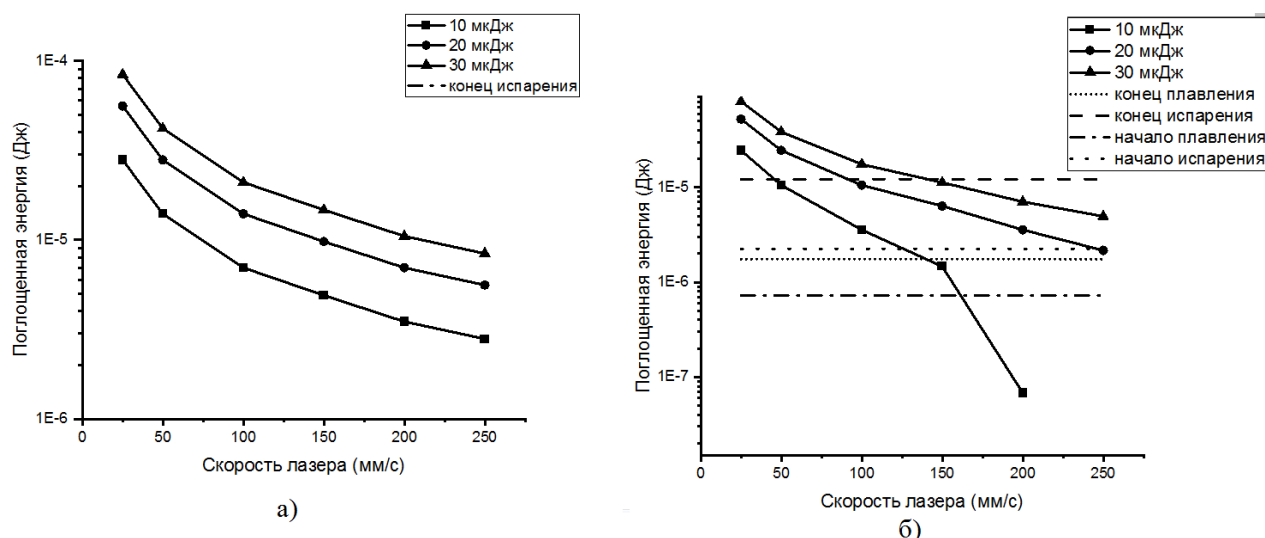 10 мкДж
20 мкДж
30 мкДж
конец испарения
1E-4
1E-5
1E-6
Поглощенная энергия (Дж)
0 50 100 150 200 250
Скорость лазера (мм/с)
а)
10 мкДж
20 мкДж
30 мкДж
конец плавления
конец испарения
начало плавления
начало испарения
1E-5
1E-6
1E-7
Поглощенная энергия (Дж)
0 50 100 150 200 250
Скорость лазера (мм/с)
б)